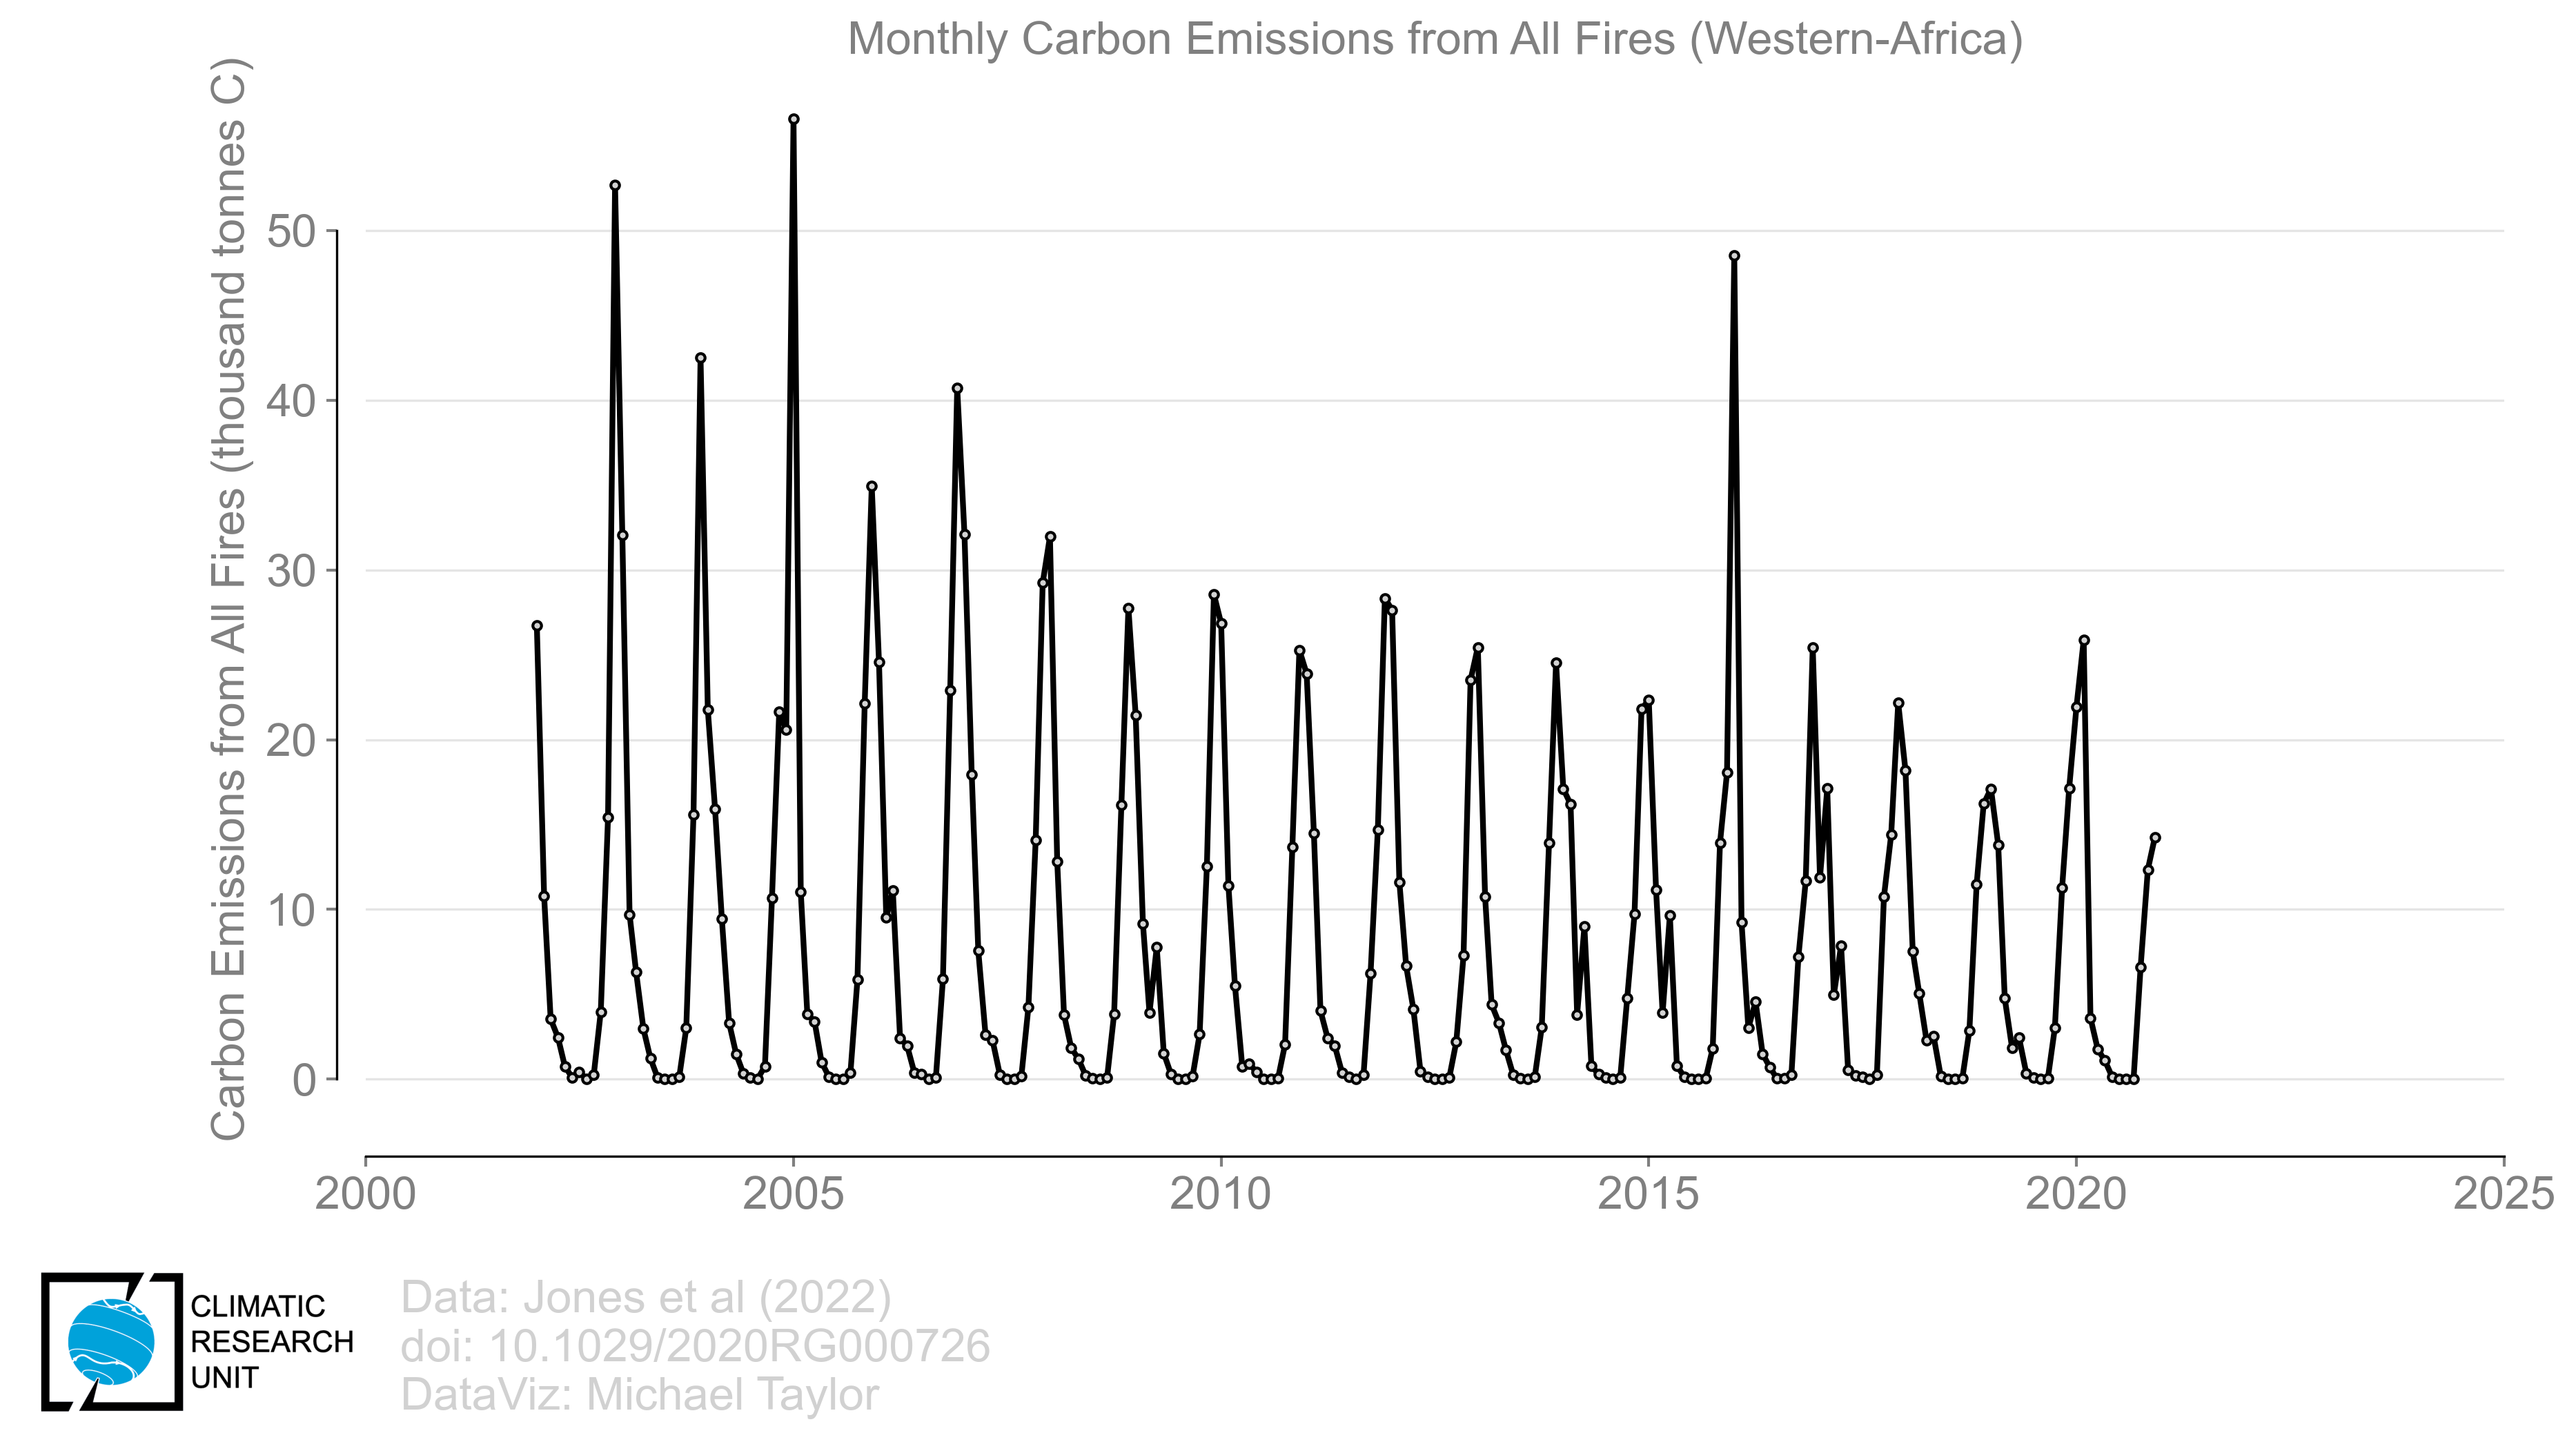 Monthly Carbon Emissions from All Fires (Western-Africa)
Carbon Emissions from All Fires (thousand tonnes C)
50
40
30
20
10
0
2000
2005
2010
2015
2020
2025
CLIMATIC
RESEARCH
UNIT
Data: Jones et al (2022)
doi: 10.1029/2020RG000726
DataViz: Michael Taylor